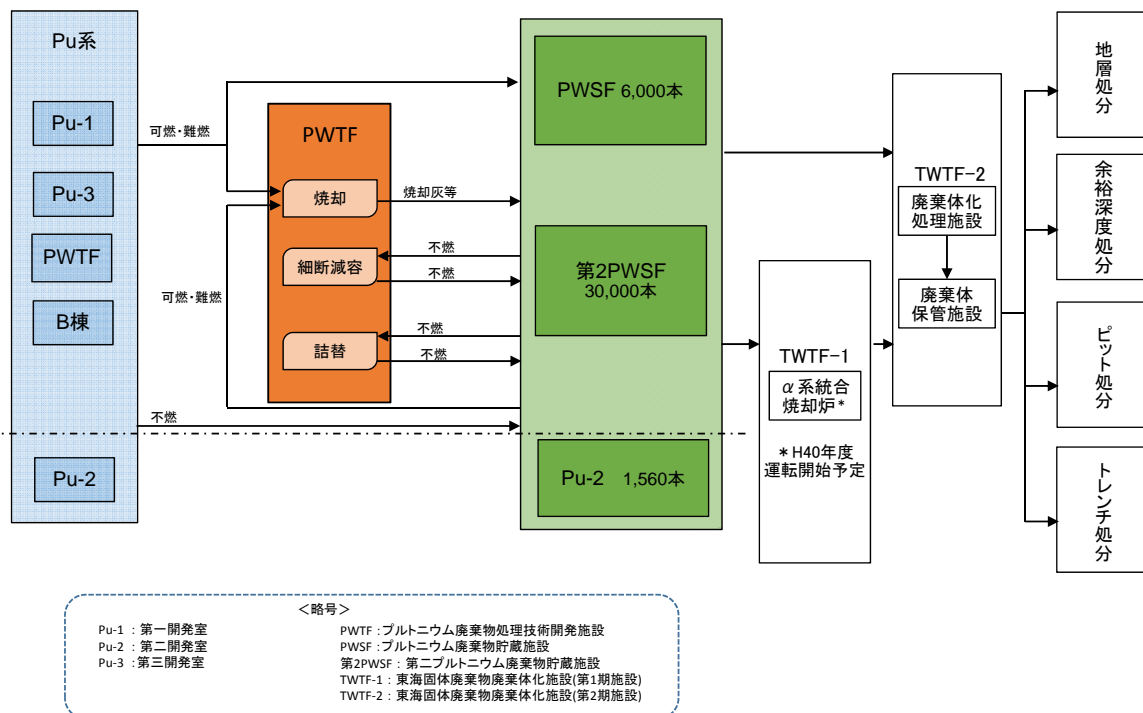 Pu系
Pu-1
Pu-3
PWTF
B棟
Pu-2
可燃・難燃
可燃・難燃
不燃
PWTF
焼却
細断減容
詰替
焼却灰等
不燃
不燃
不燃
不燃
PWSF 6,000本
第2PWSF
30,000本
Pu-2 1,560本
TWTF-1
α系統合
焼却炉*
*H40年度
運転開始予定
TWTF-2
廃棄体化
処理施設
廃棄体
保管施設
地層処分
余裕深度処分
ピット処分
トレンチ処分
<略号>
Pu-1 :第一開発室
Pu-2 :第二開発室
Pu-3 :第三開発室
PWTF :プルトニウム廃棄物処理技術開発施設
PWSF :プルトニウム廃棄物貯蔵施設
第2PWSF :第二プルトニウム廃棄物貯蔵施設
TWTF-1 :東海固体廃棄物廃棄体化施設(第1期施設)
TWTF-2 :東海固体廃棄物廃棄体化施設(第2期施設)